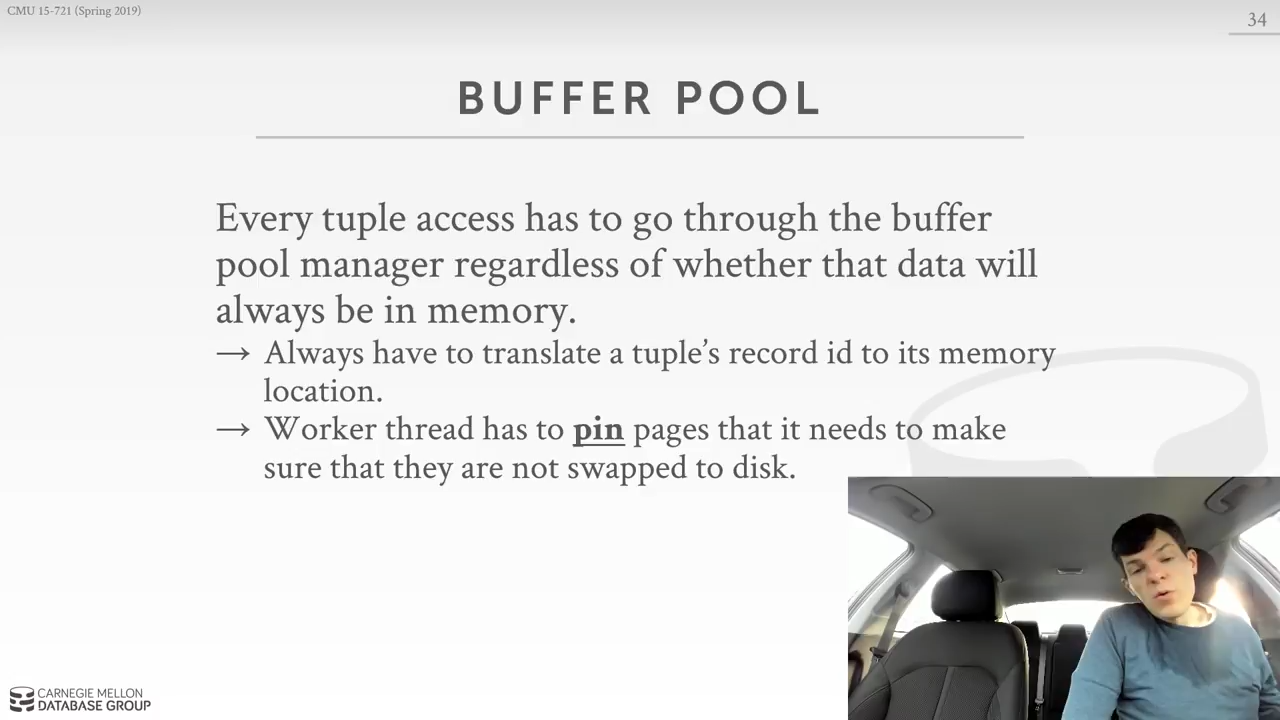 CMU 15-721 (Spring 2019)
34
BUFFER POOL
Every tuple access has to go through the buffer
pool manager regardless of whether that data will
always be in memory.
→ Always have to translate a tuple’s record id to its memory
location.
→ Worker thread has to pin pages that it needs to make
sure that they are not swapped to disk.
CARNEGIE MELLON
DATABASE GROUP